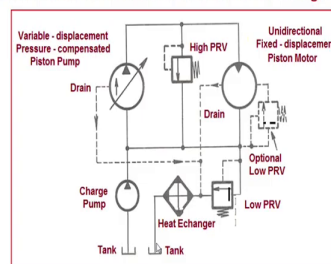 Variable - displacement
Pressure - compensated
Piston Pump
High PRV
Unidirectional
Fixed - displacemen
Piston Motor
Drain
Drain
Optional
Low PRV
Charge
Pump
Low PRV
Heat Echanger
Tank
Tank